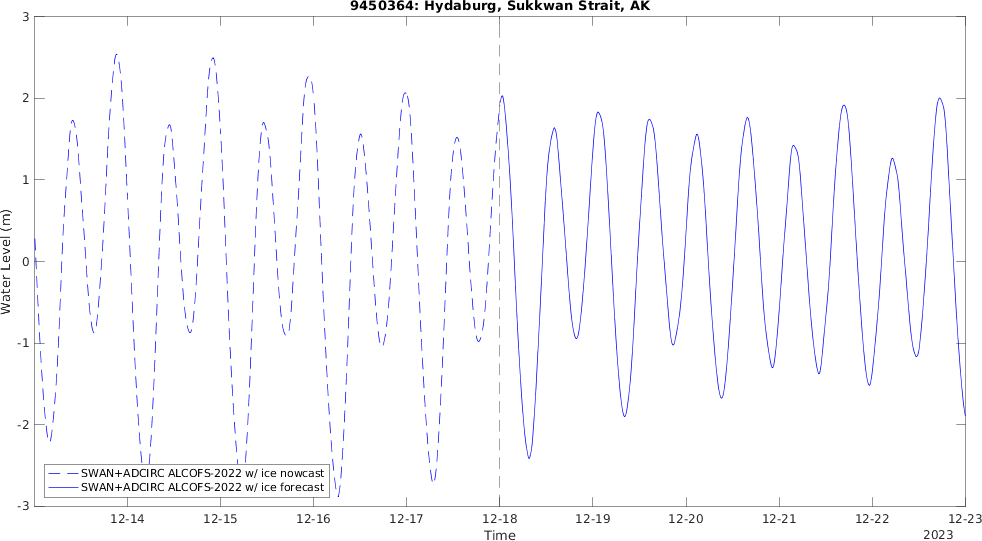 9450364: Hydaburg, Sukkwan Strait, AK
3
2
1
0
-1
-2
-3
Water Level (m)
SWAN+ADCIRC ALCOFS-2022 w/ ice nowcast
SWAN+ADCIRC ALCOFS-2022 w/ ice forecast
12-14 12-15 12-16 12-17 12-18 12-19 12-20 12-21 12-22 12-23
Time
2023